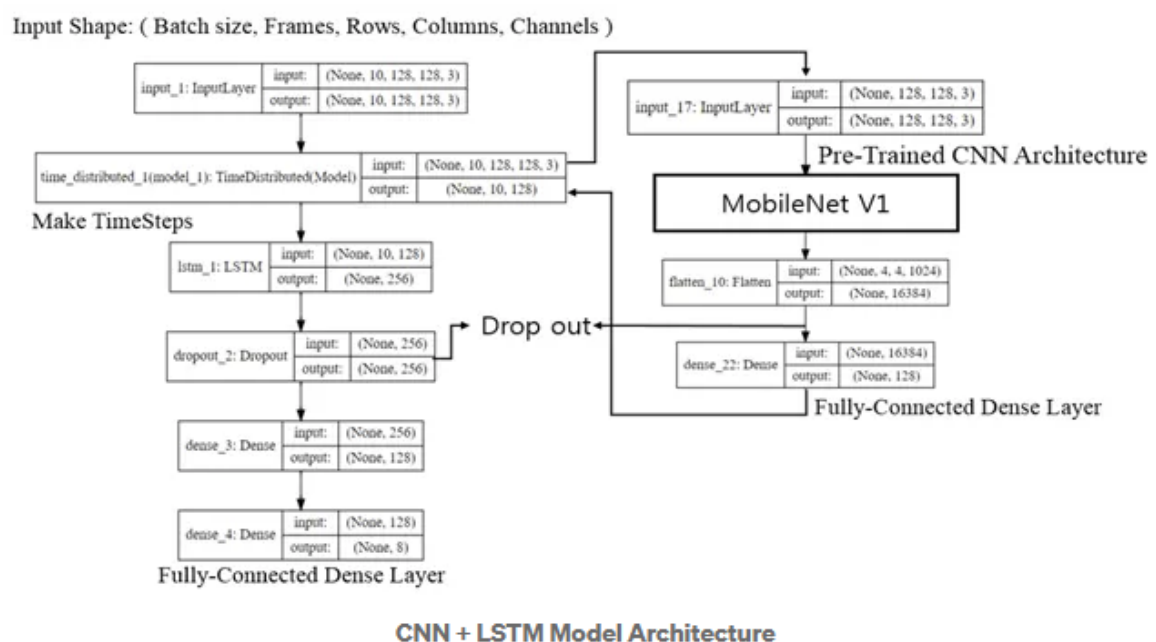 Input Shape: ( Batch size, Frames, Rows, Columns, Channels )
input_1: InputLayer
input: (None, 10, 128, 128, 3)
output: (None, 10, 128, 128, 3)
time_distributed_1(model_1): TimeDistributed(Model)
input: (None, 10, 128, 128, 3)
output: (None, 10, 128)
Make TimeSteps
lstm_1: LSTM
input: (None, 10, 128)
output: (None, 256)
dropout_2: Dropout
input: (None, 256)
output: (None, 256)
dense_3: Dense
input: (None, 256)
output: (None, 128)
dense_4: Dense
input: (None, 128)
output: (None, 8)
Fully-Connected Dense Layer
Drop out
input_17: InputLayer
input: (None, 128, 128, 3)
output: (None, 128, 128, 3)
Pre-Trained CNN Architecture
MobileNet V1
flatten_10: Flatten
input: (None, 4, 4, 1024)
output: (None, 16384)
dense_22: Dense
input: (None, 16384)
output: (None, 128)
Fully-Connected Dense Layer
CNN + LSTM Model Architecture